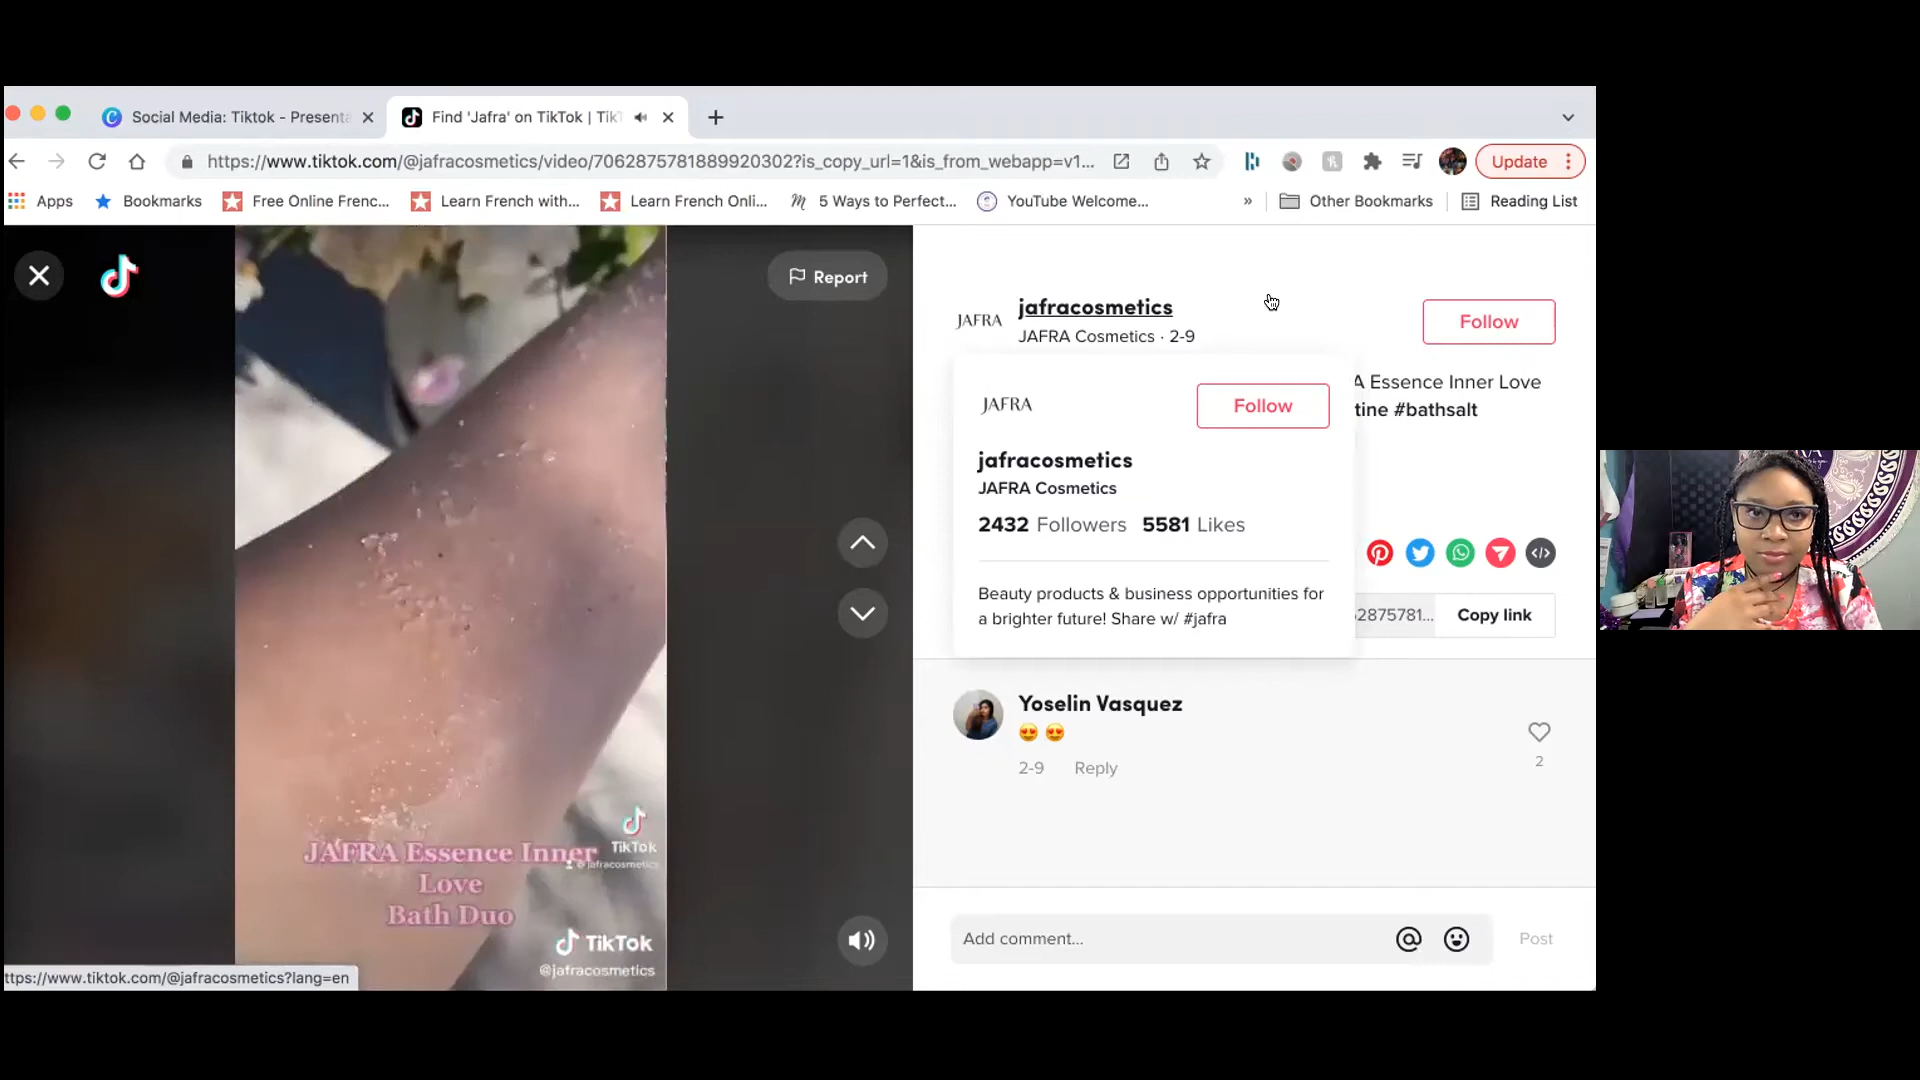 Social Media: Tiktok - Presenta
Find 'Jafra' on TikTok | Tik
https://www.tiktok.com/@jafracosmetics/video/7062875781889920302?is_copy_url=1&is_from_webapp=v1...
Update
Apps
Bookmarks
Free Online Frenc...
Learn French with...
Learn French Onli...
5 Ways to Perfect...
YouTube Welcome...
»
Other Bookmarks
Reading List
Report
JAFRA
jafracosmetics
JAFRA Cosmetics · 2-9
Follow
A Essence Inner Love
tine #bathsalt
JAFRA
Follow
jafracosmetics
JAFRA Cosmetics
2432 Followers 5581 Likes
Beauty products & business opportunities for
a brighter future! Share w/ #jafra
2875781...
Copy link
Yoselin Vasquez
😍 😍
2-9 Reply
2
JAFRA Essence Inner
Love
Bath Duo
TikTok
@jafracosmetics
TikTok
@jafracosmetics
Add comment...
Post
ttps://www.tiktok.com/@jafracosmetics?lang=en